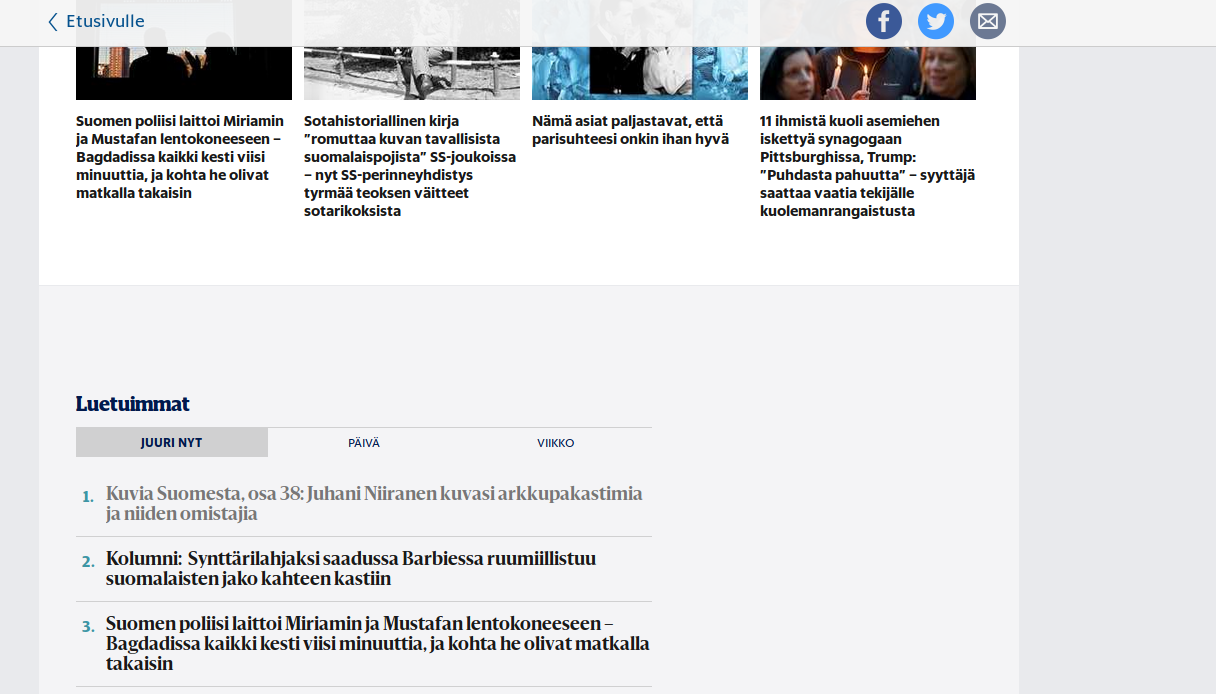 Etusivulle
Suomen poliisi laittoi Miriamin
ja Mustafan lentokoneeseen –
Bagdadissa kaikki kesti viisi
minuuttia, ja kohta he olivat
matkalla takaisin
Sotahistoriallinen kirja
”romuttaa kuvan tavallisista
suomalaispojista” SS-joukoissa
– nyt SS-perinneyhdistys
tyrmää teoksen väitteet
sotarikoksista
Nämä asiat paljastavat, että
parisuhteesi onkin ihan hyvä
11 ihmistä kuoli asemiehen
iskettyä synagogaan
Pittsburghissa, Trump:
”Puhdasta pahuutta” – syyttäjä
saattaa vaatia tekijälle
kuolemanrangaistusta
Luetuimmat
JUURI NYT
PÄIVÄ
VIIKKO
1. Kuvia Suomesta, osa 38: Juhani Niiranen kuvasi arkkupakastimia
ja niiden omistajia
2. Kolumni: Synttärilahjaksi saadussa Barbiessa ruumiillistuu
suomalaisten jako kahteen kastiin
3. Suomen poliisi laittoi Miriamin ja Mustafan lentokoneeseen –
Bagdadissa kaikki kesti viisi minuuttia, ja kohta he olivat matkalla
takaisin